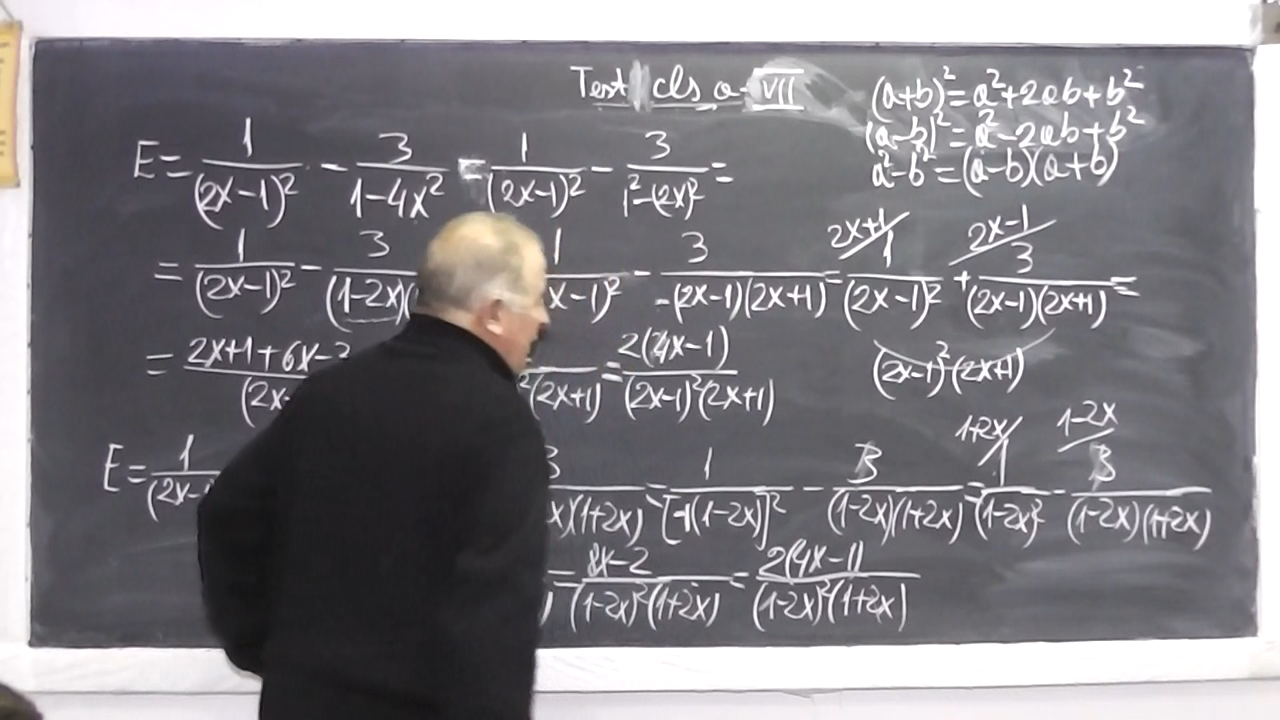 Test cls a VII
(a+b)² = a²+2ab+b²
(a-b)² = a²-2ab+b²
a²-b² = (a-b)(a+b)
E = 1/(2x-1)² - 3/(1-4x²) = 1/(2x-1)² - 3/(1²-(2x)²) =
= 1/(2x-1)² - 3/(1-2x)( 1/ x-1)² - 3/-(2x-1)(2x+1) = 2x+1/ 1/(2x-1)² + 2x-1/ 3/(2x-1)(2x+1) =
(2x-1)²(2x+1)
= 2x+1+6x-2/(2x- ²(2x+1) = 2(4x-1)/(2x-1)²(2x+1)
E = 1/(2x- 3/ x)(1+2x) = 1/[-1(1-2x)]² - 3/(1-2x)(1+2x) = 1+2x/ 1/(1-2x)² - 1-2x/ 3/(1-2x)(1+2x)
= 8x-2/(1-2x)²(1+2x) = 2(4x-1)/(1-2x)²(1+2x)